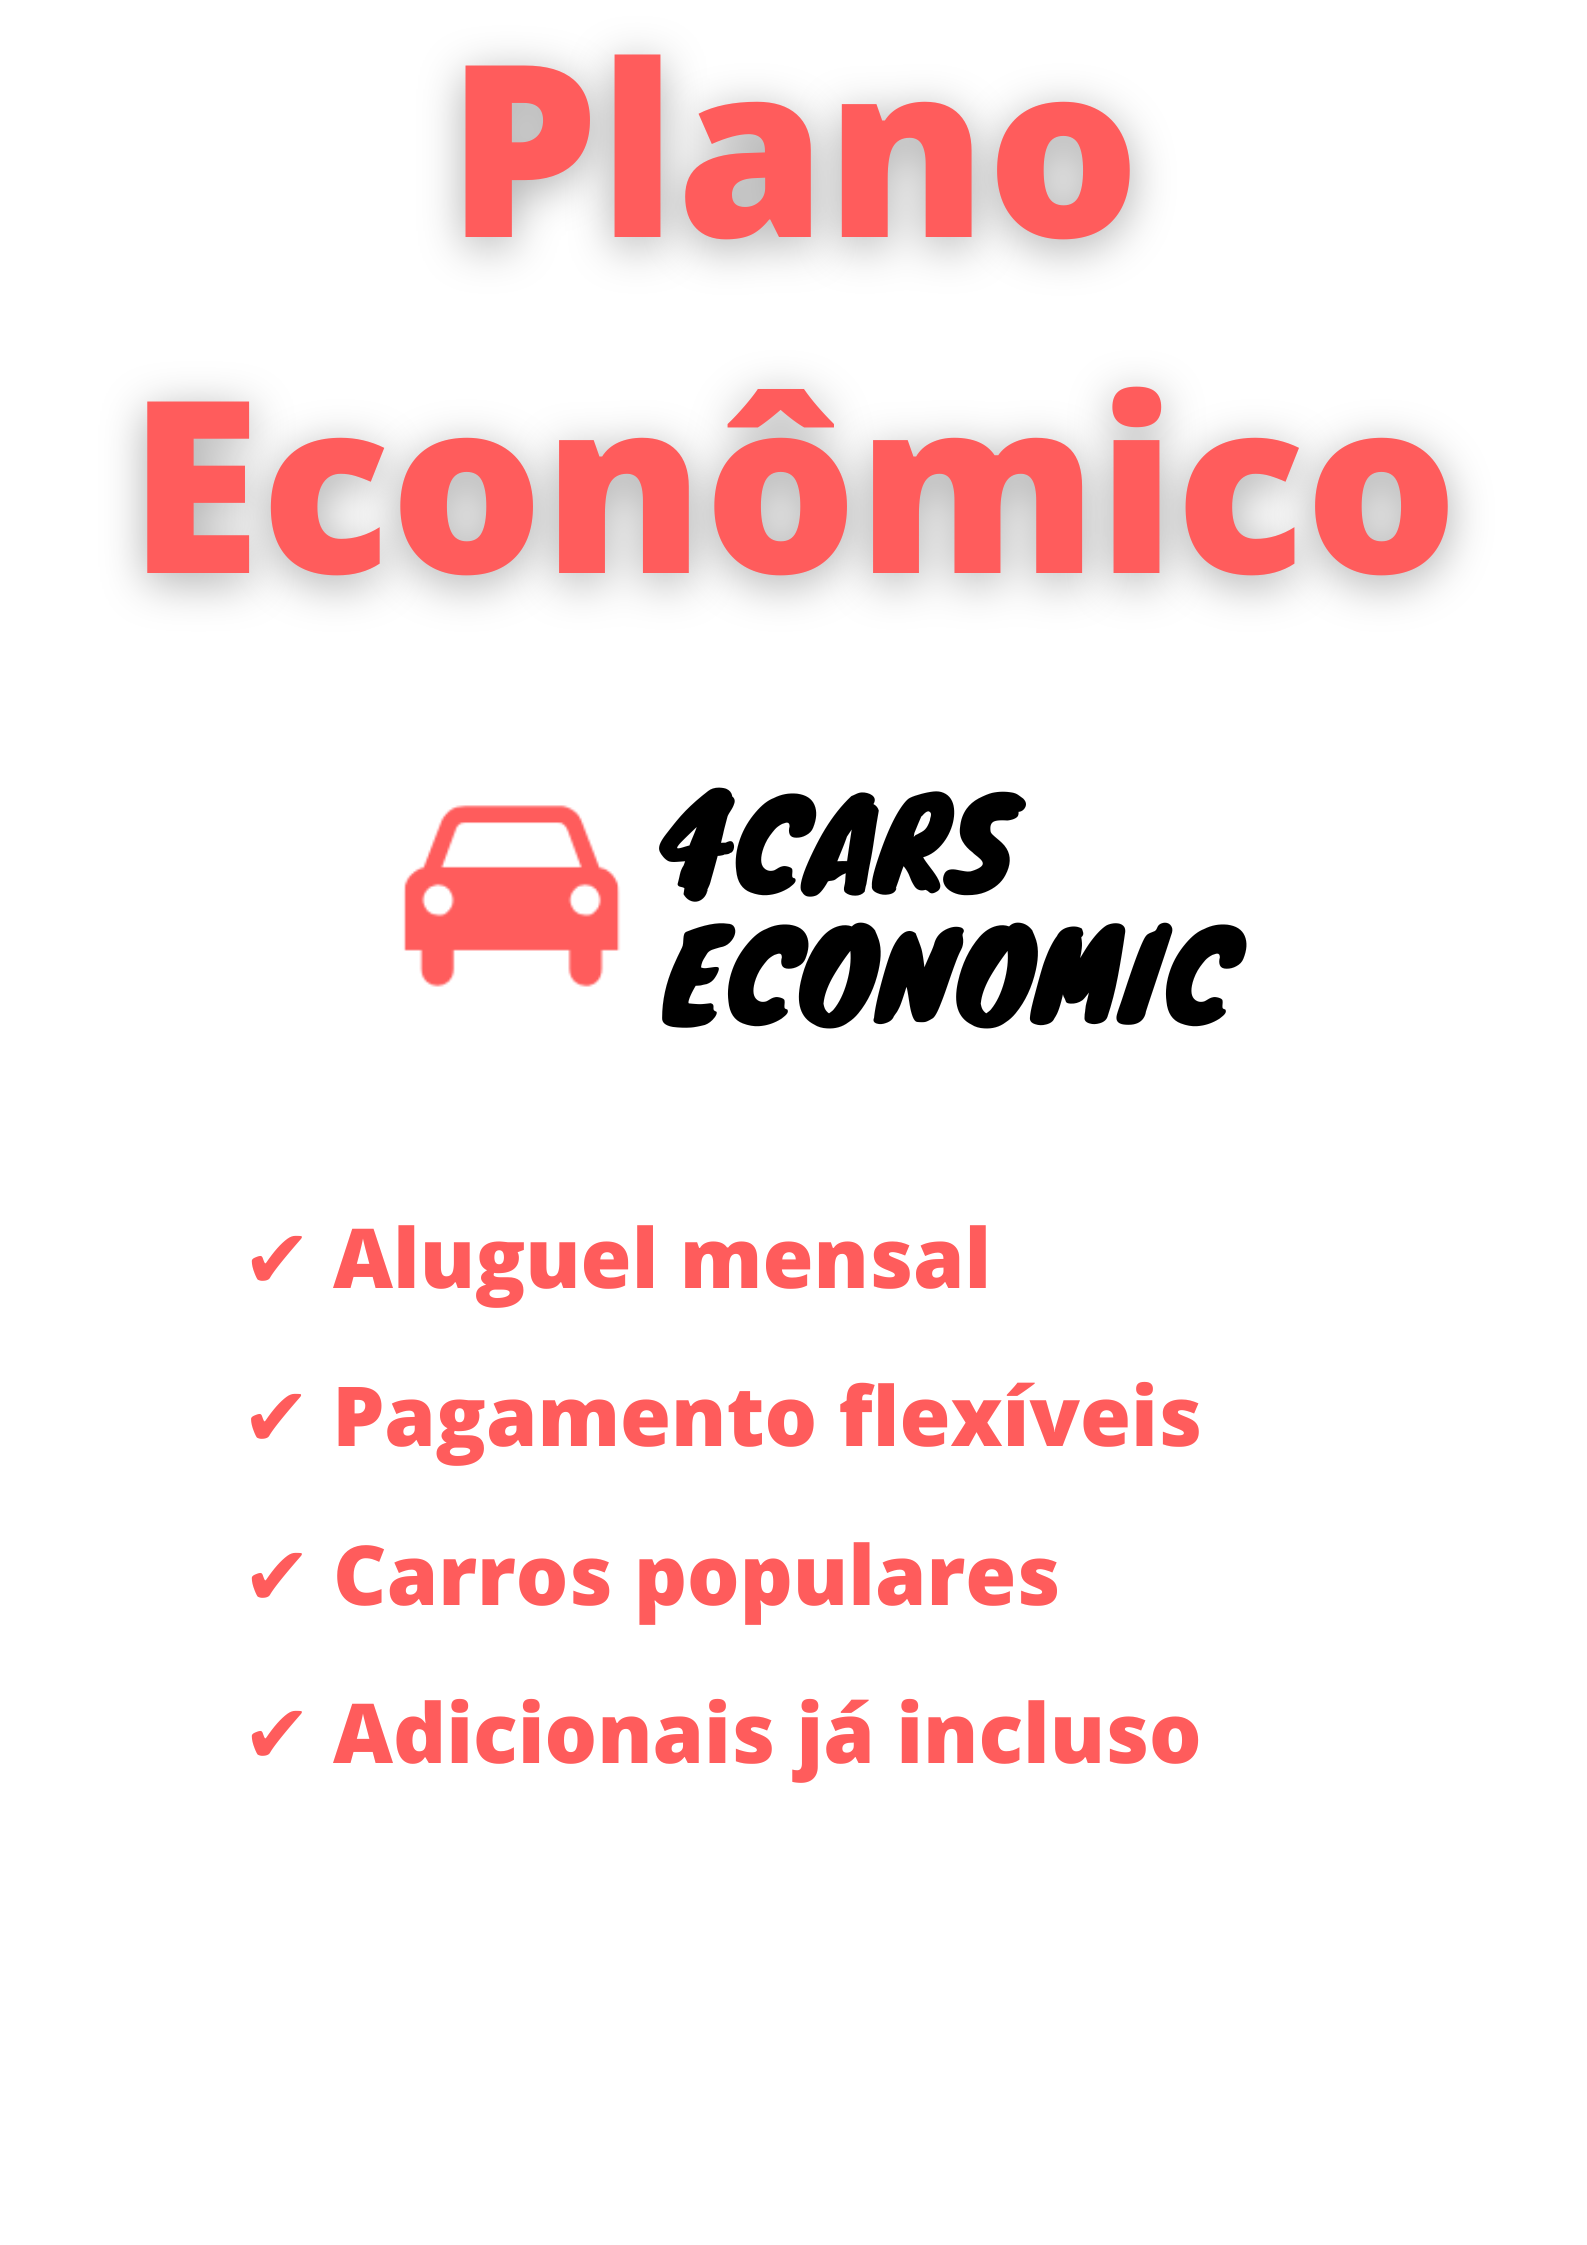 Plano
Econômico
4CARS
ECONOMIC
✔ Aluguel mensal
✔ Pagamento flexíveis
✔ Carros populares
✔ Adicionais já incluso